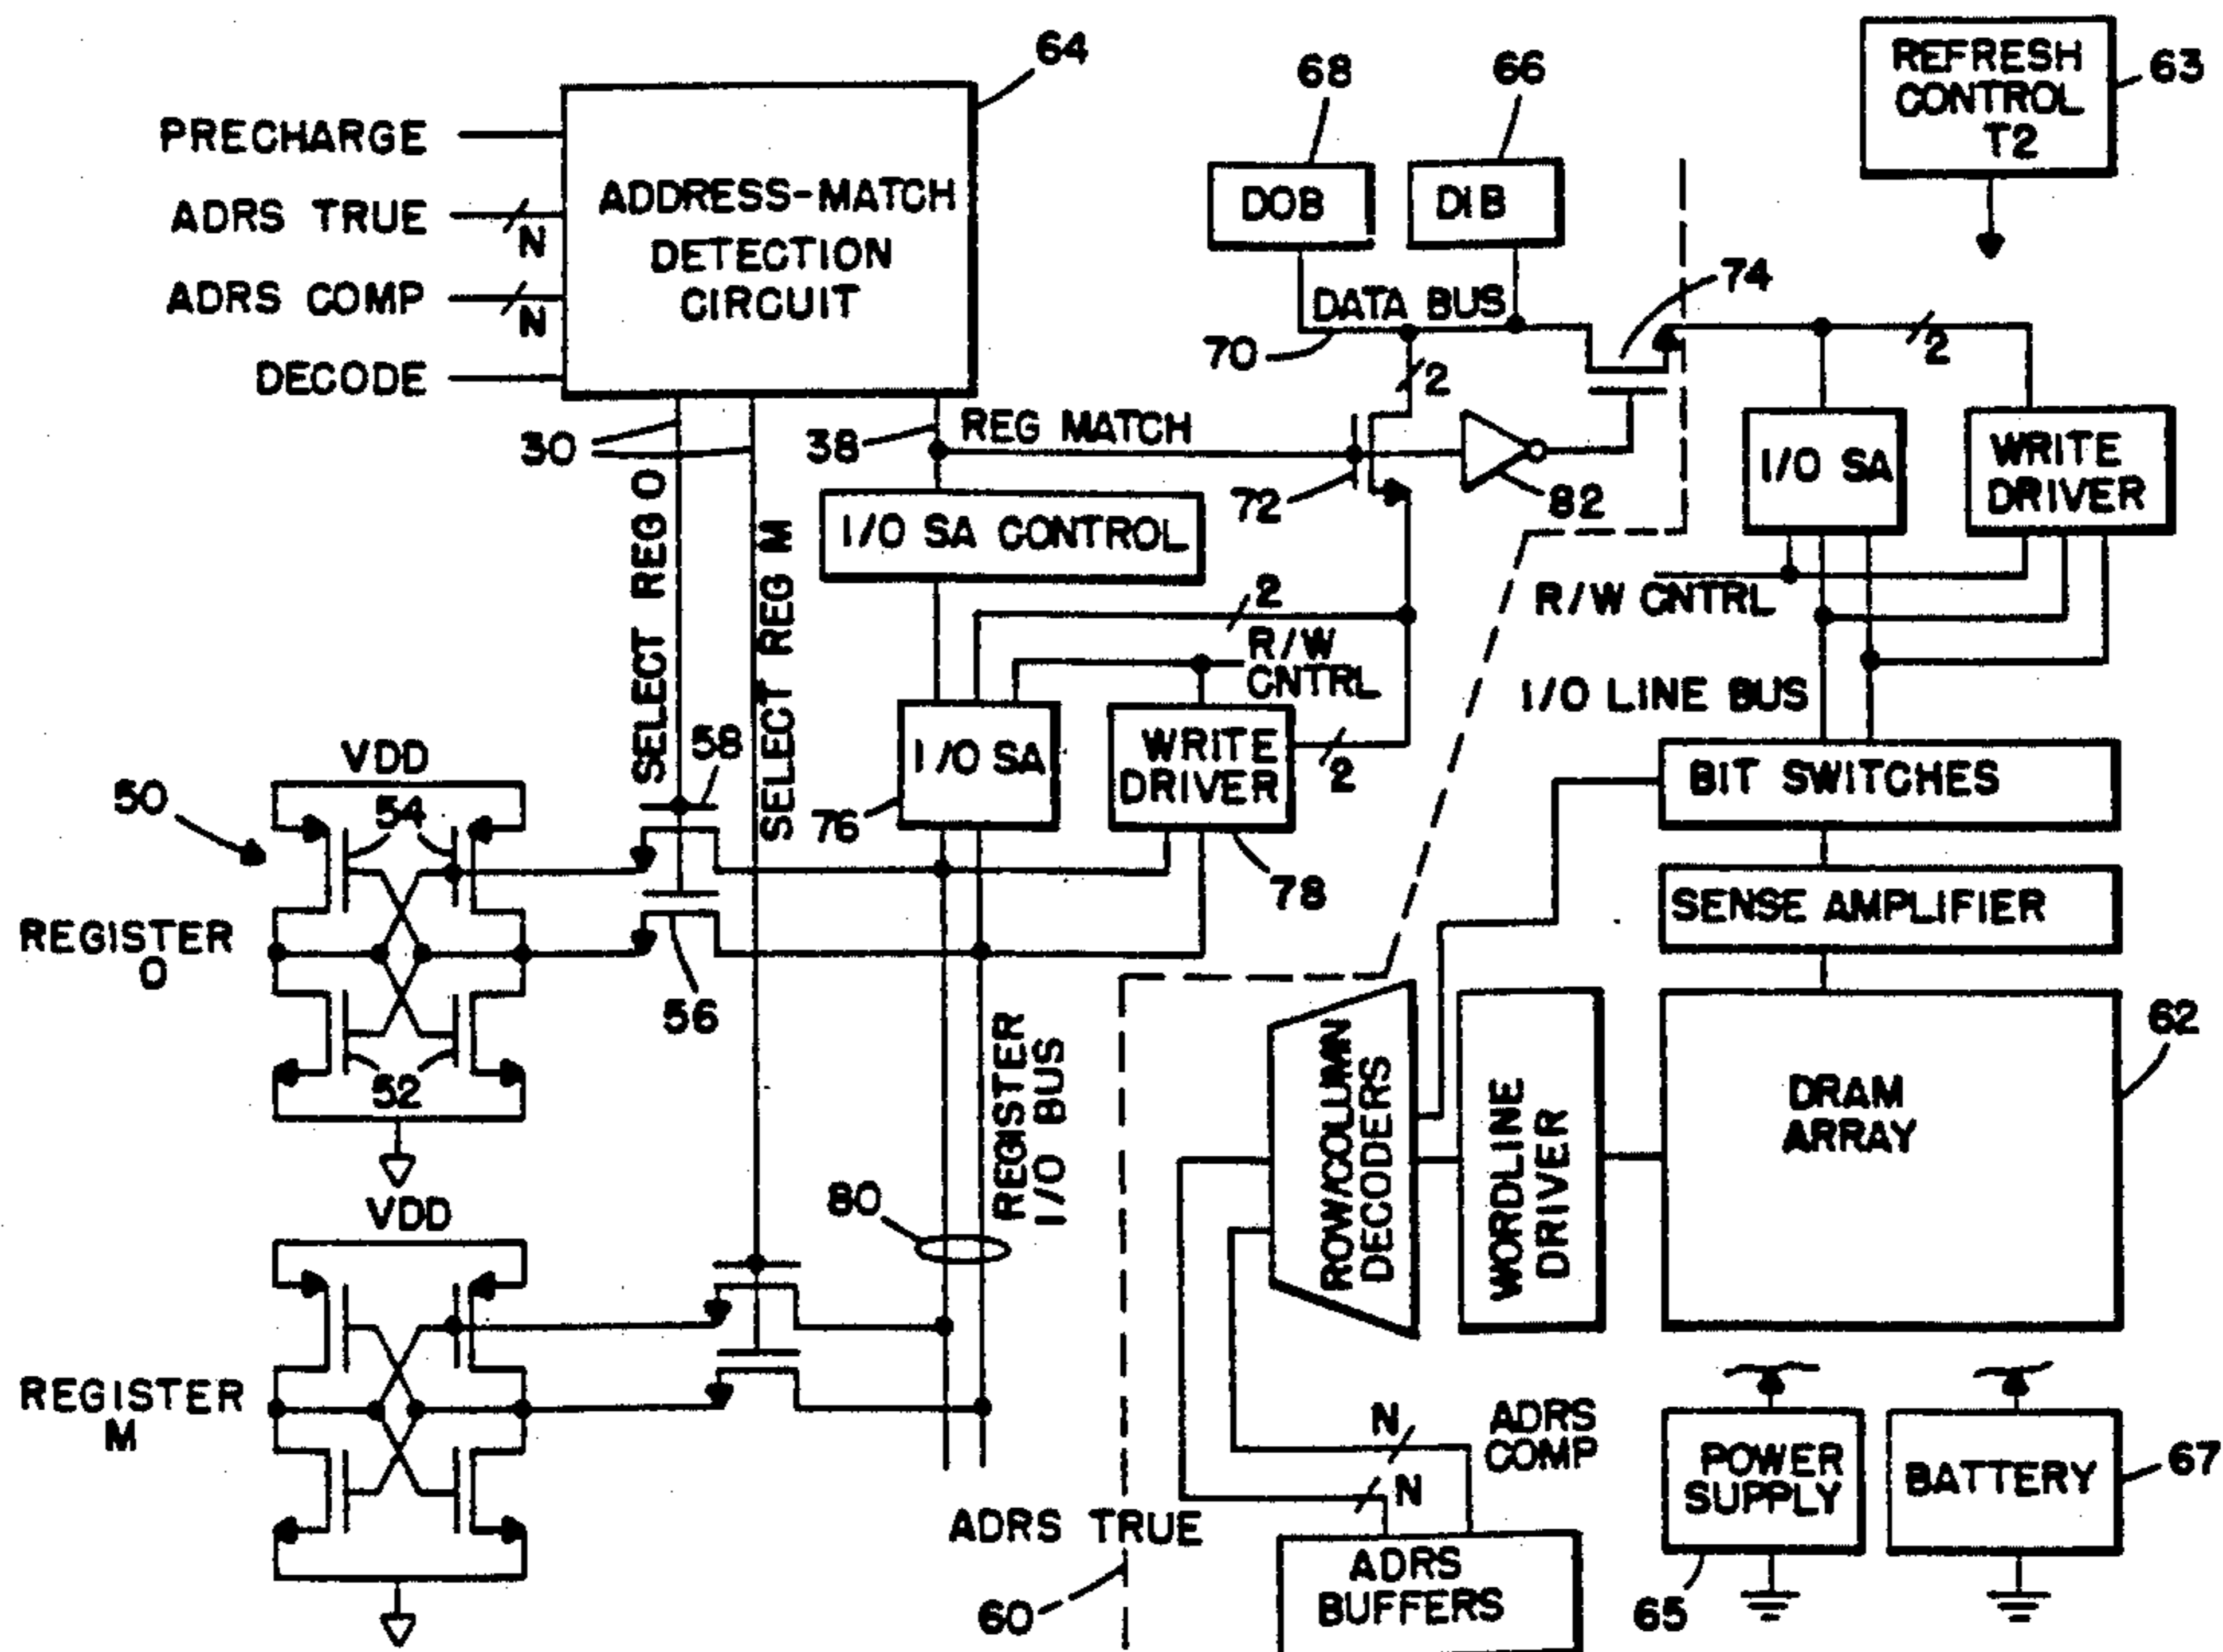 64
68
66
REFRESH
CONTROL
T2
63
PRECHARGE
ADRS TRUE
N
ADRS COMP
N
DECODE
ADDRESS-MATCH
DETECTION
CIRCUIT
DOB
DIB
DATA BUS
70
74
2
2
30
38
REG MATCH
72
82
I/O SA
WRITE
DRIVER
SELECT REG 0
SELECT REG M
I/O SA CONTROL
2
R/W
CNTRL
R/W CNTRL
I/O LINE BUS
58
I/O SA
76
WRITE
DRIVER
2
78
BIT SWITCHES
SENSE AMPLIFIER
VDD
50
54
REGISTER
0
52
56
REGISTER
I/O BUS
80
ROW/COLUMN
DECODERS
WORDLINE
DRIVER
DRAM
ARRAY
62
VDD
REGISTER
M
N
ADRS
COMP
N
ADRS TRUE
60
ADRS
BUFFERS
POWER
SUPPLY
65
BATTERY
67